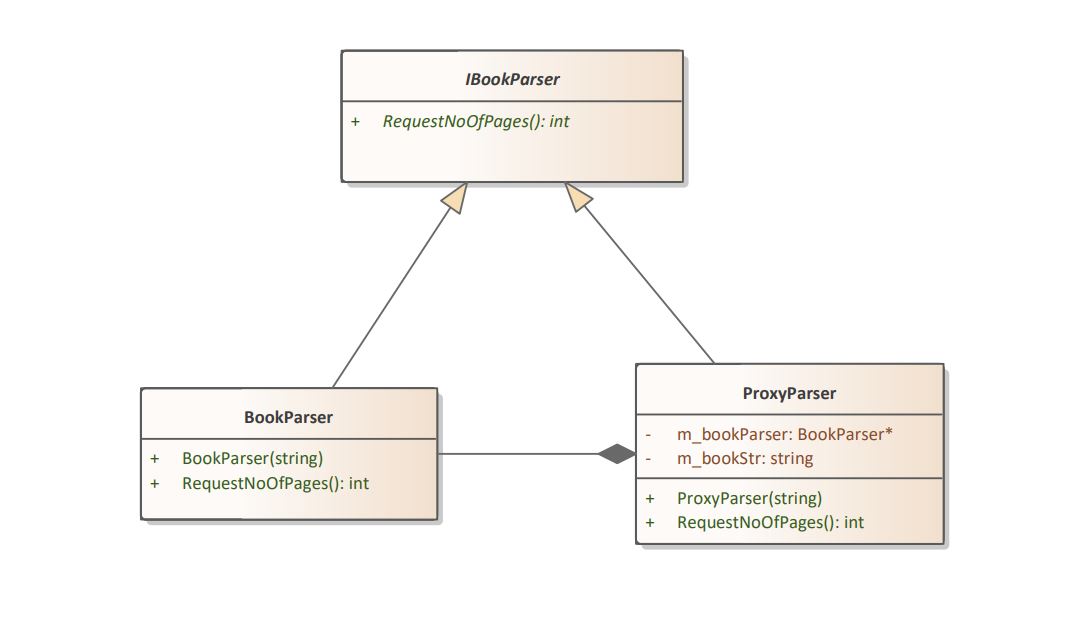 IBookParser
+ RequestNoOfPages(): int
BookParser
+ BookParser(string)
+ RequestNoOfPages(): int
ProxyParser
- m_bookParser: BookParser*
- m_bookStr: string
+ ProxyParser(string)
+ RequestNoOfPages(): int